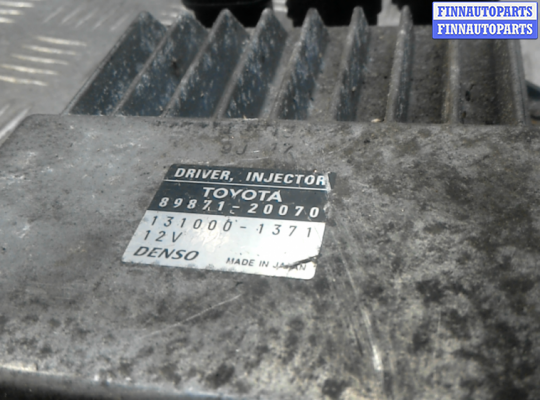 FINNAUTOPARTS
FINNAUTOPARTS
DRIVER, INJECTOR
TOYOTA
89871-20070
131000-1371
12V
DENSO
MADE IN JAPAN